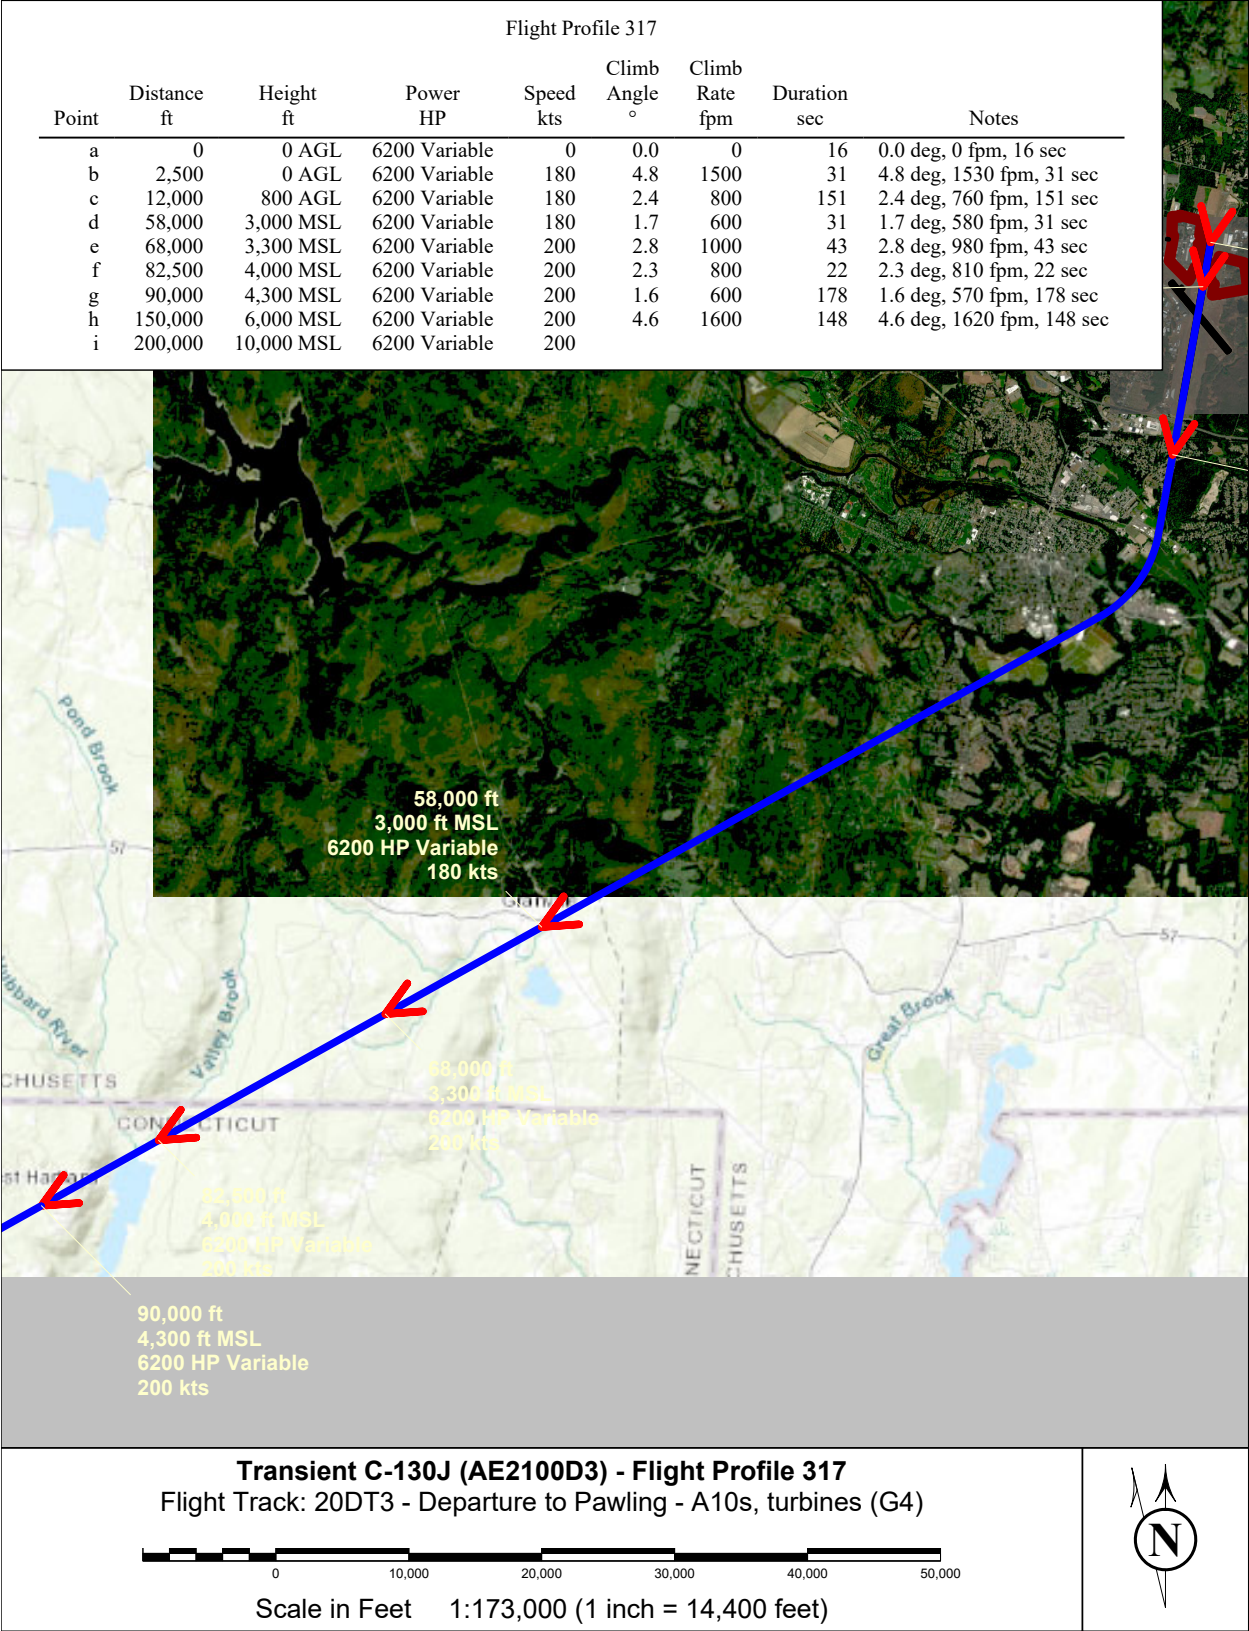 Flight Profile 317
Climb Climb
Distance Height Power Speed Angle Rate Duration
Point ft ft HP kts ° fpm sec Notes
a 0 0 AGL 6200 Variable 0 0.0 0 16 0.0 deg, 0 fpm, 16 sec
b 2,500 0 AGL 6200 Variable 180 4.8 1500 31 4.8 deg, 1530 fpm, 31 sec
c 12,000 800 AGL 6200 Variable 180 2.4 800 151 2.4 deg, 760 fpm, 151 sec
d 58,000 3,000 MSL 6200 Variable 180 1.7 600 31 1.7 deg, 580 fpm, 31 sec
e 68,000 3,300 MSL 6200 Variable 200 2.8 1000 43 2.8 deg, 980 fpm, 43 sec
f 82,500 4,000 MSL 6200 Variable 200 2.3 800 22 2.3 deg, 810 fpm, 22 sec
g 90,000 4,300 MSL 6200 Variable 200 1.6 600 178 1.6 deg, 570 fpm, 178 sec
h 150,000 6,000 MSL 6200 Variable 200 4.6 1600 148 4.6 deg, 1620 fpm, 148 sec
i 200,000 10,000 MSL 6200 Variable 200
Pond Brook
57
58,000 ft
3,000 ft MSL
6200 HP Variable
180 kts
57
Hubbard River
Valley Brook
Great Brook
68,000 ft
3,300 ft MSL
6200 HP Variable
200 kts
CHUSETTS
CONNECTICUT
82,500 ft
4,000 ft MSL
6200 HP Variable
200 kts
NECTICUT
CHUSETTS
90,000 ft
4,300 ft MSL
6200 HP Variable
200 kts
Transient C-130J (AE2100D3) - Flight Profile 317
Flight Track: 20DT3 - Departure to Pawling - A10s, turbines (G4)
0 10,000 20,000 30,000 40,000 50,000
Scale in Feet 1:173,000 (1 inch = 14,400 feet)
N